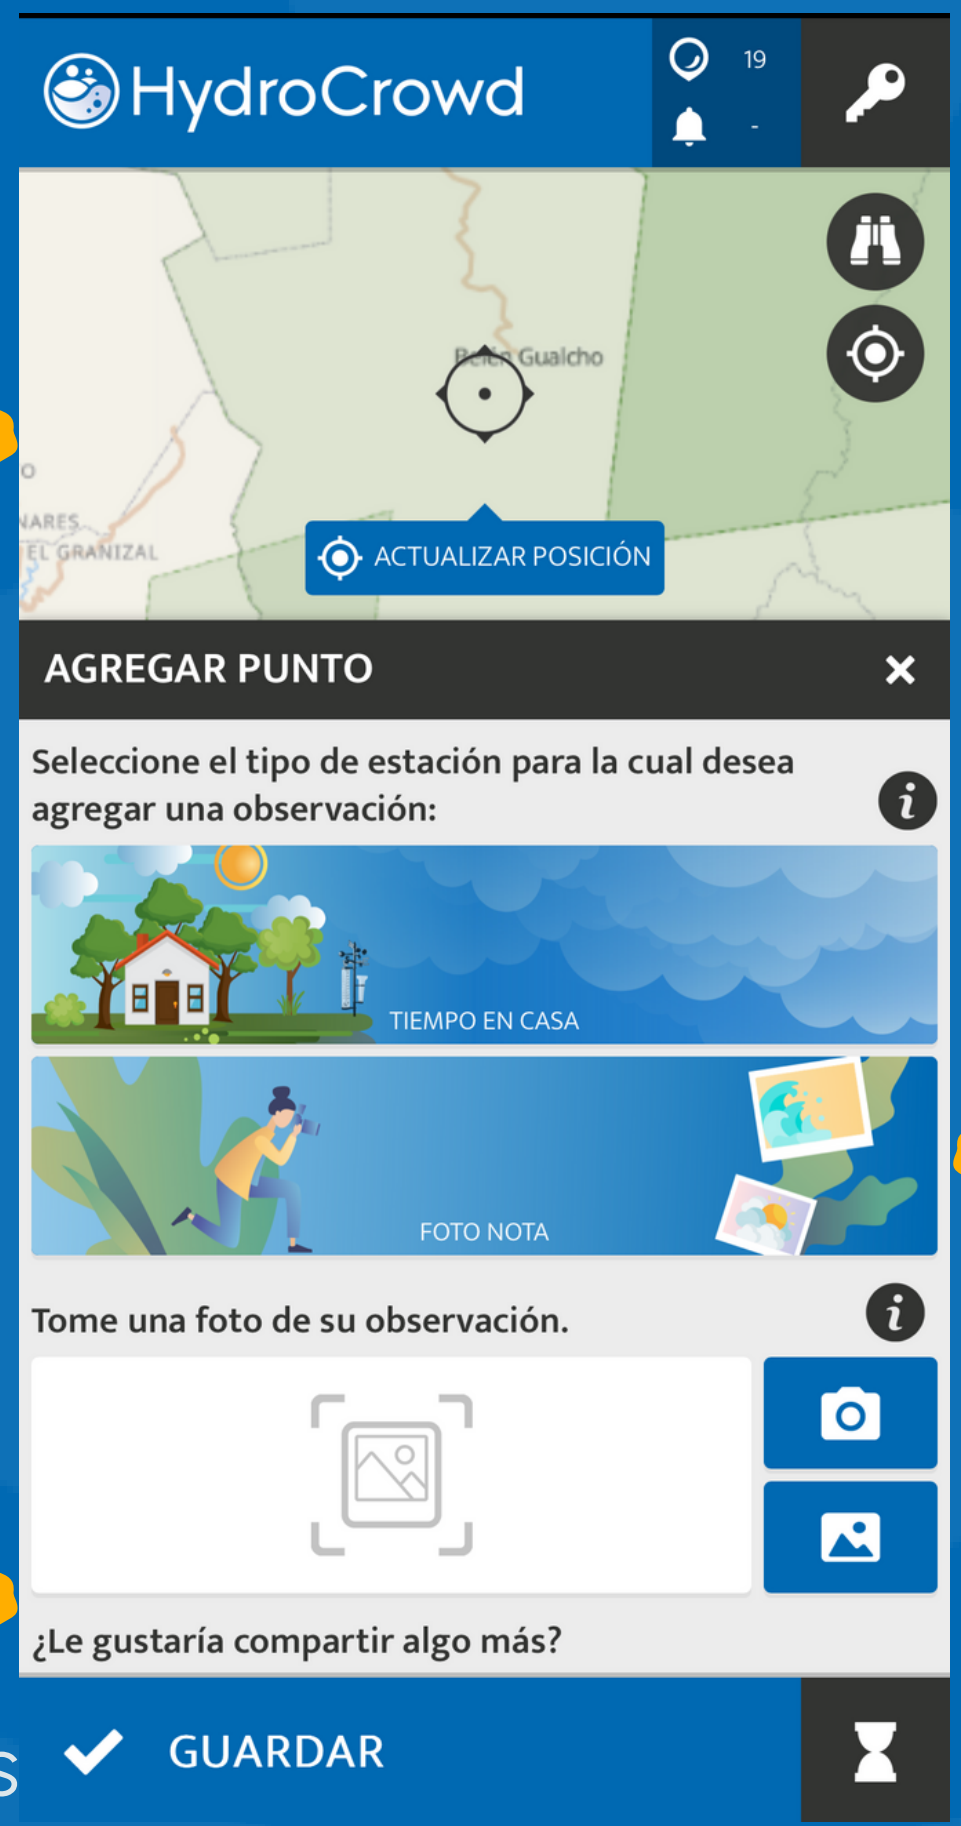 HydroCrowd
19
-
Belén Gualcho
O
NARES
EL GRANIZAL
ACTUALIZAR POSICIÓN
AGREGAR PUNTO
Seleccione el tipo de estación para la cual desea
agregar una observación:
TIEMPO EN CASA
FOTO NOTA
Tome una foto de su observación.
¿Le gustaría compartir algo más?
GUARDAR
s